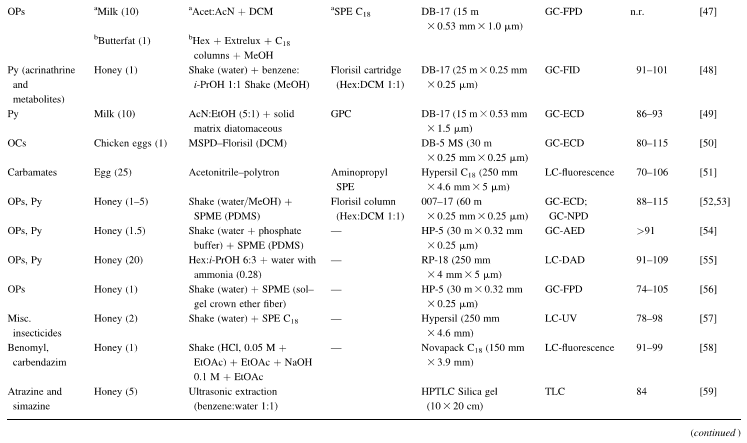 OPs ᵃMilk (10) ᵃAcet:AcN + DCM ᵃSPE C₁₈ DB-17 (15 m GC-FPD n.r. [47]
× 0.53 mm × 1.0 μm)
ᵇButterfat (1) ᵇHex + Extrelux + C₁₈
columns + MeOH
Py (acrinathrine Honey (1) Shake (water) + benzene: Florisil cartridge DB-17 (25 m × 0.25 mm GC-FID 91–101 [48]
and i-PrOH 1:1 Shake (MeOH) (Hex:DCM 1:1) × 0.25 μm)
metabolites)
Py Milk (10) AcN:EtOH (5:1) + solid GPC DB-17 (15 m × 0.53 mm GC-ECD 86–93 [49]
matrix diatomaceous × 1.5 μm)
OCs Chicken eggs (1) MSPD–Florisil (DCM) DB-5 MS (30 m GC-ECD 80–115 [50]
× 0.25 mm × 0.25 μm)
Carbamates Egg (25) Acetonitrile–polytron Aminopropyl Hypersil C₁₈ (250 mm LC-fluorescence 70–106 [51]
SPE × 4.6 mm × 5 μm)
OPs, Py Honey (1–5) Shake (water/MeOH) + Florisil column 007–17 (60 m GC-ECD; 88–115 [52,53]
SPME (PDMS) (Hex:DCM 1:1) × 0.25 mm × 0.25 μm) GC-NPD
OPs, Py Honey (1.5) Shake (water + phosphate — HP-5 (30 m × 0.32 mm GC-AED >91 [54]
buffer) + SPME (PDMS) × 0.25 μm)
OPs, Py Honey (20) Hex:i-PrOH 6:3 + water with — RP-18 (250 mm LC-DAD 91–109 [55]
ammonia (0.28) × 4 mm × 5 μm)
OPs Honey (1) Shake (water) + SPME (sol– — HP-5 (30 m × 0.32 mm GC-FPD 74–105 [56]
gel crown ether fiber) × 0.25 μm)
Misc. Honey (2) Shake (water) + SPE C₁₈ — Hypersil (250 mm LC-UV 78–98 [57]
insecticides × 4.6 mm)
Benomyl, Honey (1) Shake (HCl, 0.05 M + — Novapack C₁₈ (150 mm LC-fluorescence 91–99 [58]
carbendazim EtOAc) + EtOAc + NaOH × 3.9 mm)
0.1 M + EtOAc
Atrazine and Honey (5) Ultrasonic extraction HPTLC Silica gel TLC 84 [59]
simazine (benzene:water 1:1) (10 × 20 cm)
(continued)